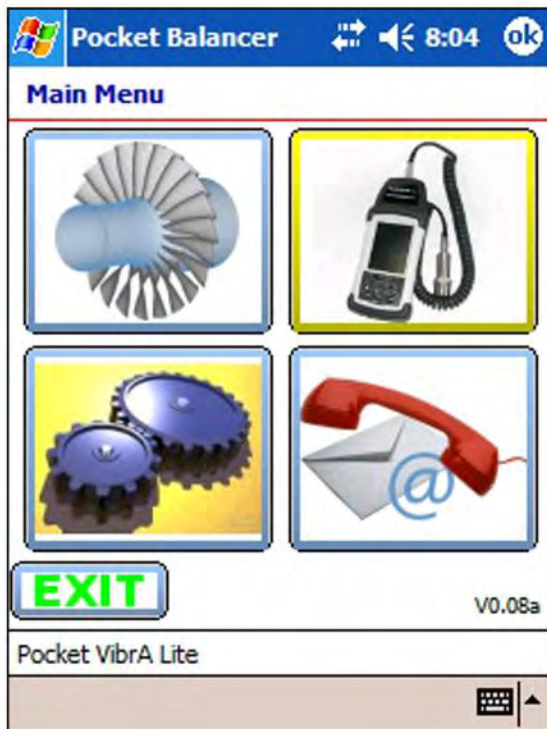 Pocket Balancer 8:04 ok
Main Menu
@
EXIT
V0.08a
Pocket VibrA Lite